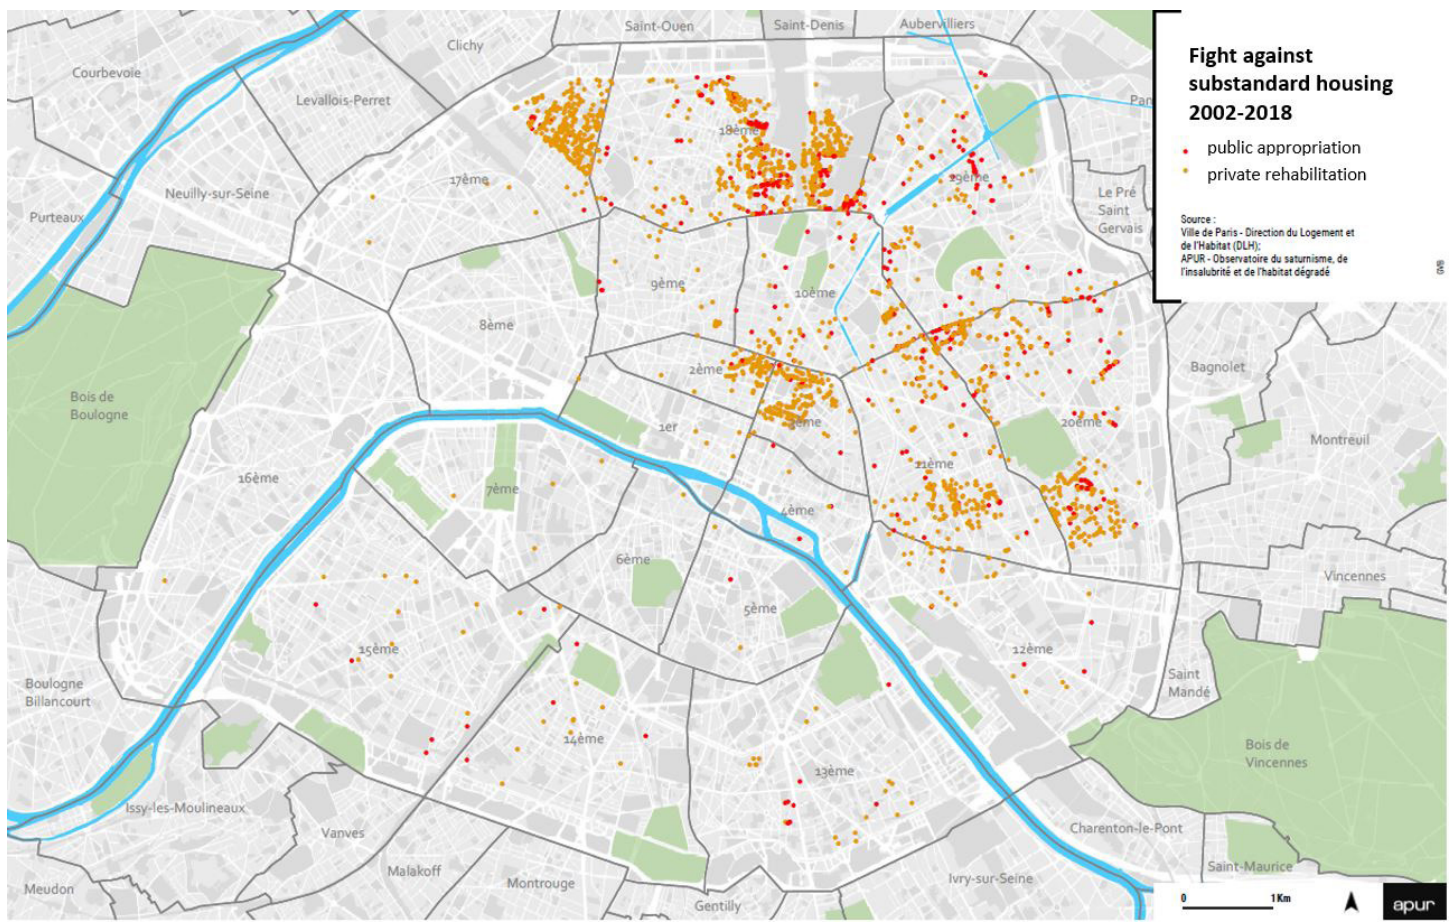 Saint-Ouen
Saint-Denis
Aubervilliers
Clichy
Courbevoie
Levallois-Perret
Pan
Fight against
substandard housing
2002-2018
public appropriation
private rehabilitation
Source :
Ville de Paris - Direction du Logement et
de l'Habitat (DLH);
APUR - Observatoire du saturnisme, de
l'insalubrité et de l'habitat dégradé
18ème
17ème
19ème
Neuilly-sur-Seine
Purteaux
Le Pré
Saint
Gervais
9ème
10ème
8ème
2ème
Bagnolet
Bois de
Boulogne
1er
3ème
20ème
Montreuil
16ème
7ème
11ème
4ème
6ème
Vincennes
5ème
15ème
12ème
Boulogne
Billancourt
Saint
Mandé
14ème
13ème
Bois de
Vincennes
Issy-les-Moulineaux
Vanves
Charenton-le-Pont
Malakoff
Montrouge
Ivry-sur-Seine
Saint-Maurice
Meudon
Gentilly
0 1 Km
apur